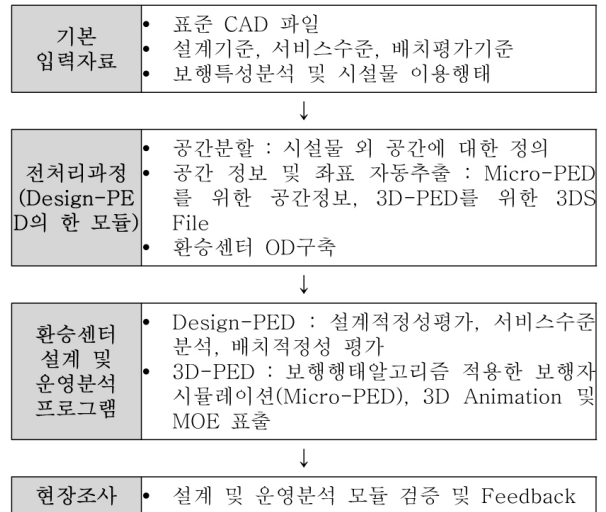 기본
입력자료
• 표준 CAD 파일
• 설계기준, 서비스수준, 배치평가기준
• 보행특성분석 및 시설물 이용행태
↓
전처리과정
(Design-PE
D의 한 모듈)
• 공간분할 : 시설물 외 공간에 대한 정의
• 공간 정보 및 좌표 자동추출 : Micro-PED
를 위한 공간정보, 3D-PED를 위한 3DS
File
• 환승센터 OD구축
↓
환승센터
설계 및
운영분석
프로그램
• Design-PED : 설계적정성평가, 서비스수준
분석, 배치적정성 평가
• 3D-PED : 보행행태알고리즘 적용한 보행자
시뮬레이션(Micro-PED), 3D Animation 및
MOE 표출
↓
현장조사
• 설계 및 운영분석 모듈 검증 및 Feedback